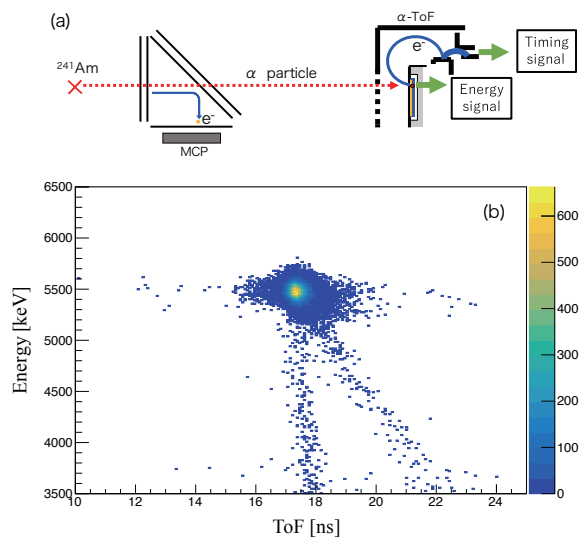 (a)
α-ToF
²⁴¹Am
α particle
e⁻
MCP
e⁻
Timing
signal
Energy
signal
(b)
Energy [keV]
6500
6000
5500
5000
4500
4000
3500
10
12
14
16
18
20
22
24
ToF [ns]
600
500
400
300
200
100
0